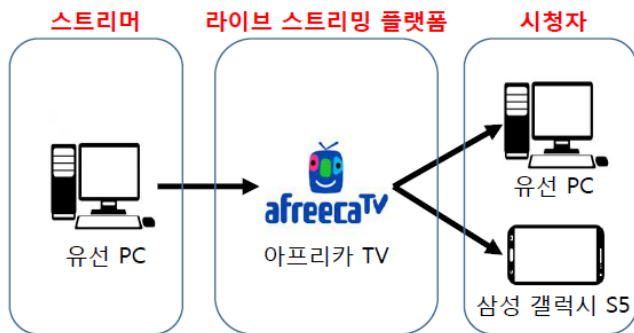 스트리머
라이브 스트리밍 플랫폼
시청자
유선 PC
afreecaTV
아프리카 TV
유선 PC
삼성 갤럭시 S5